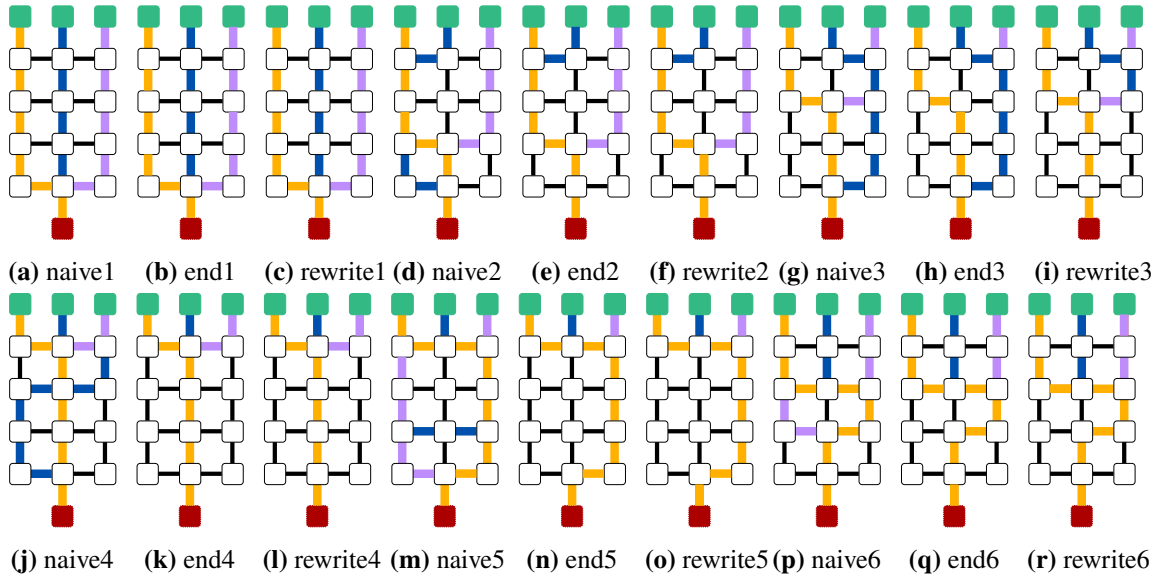 (a) naive1 (b) end1 (c) rewrite1 (d) naive2 (e) end2 (f) rewrite2 (g) naive3 (h) end3 (i) rewrite3
(j) naive4 (k) end4 (l) rewrite4 (m) naive5 (n) end5 (o) rewrite5 (p) naive6 (q) end6 (r) rewrite6